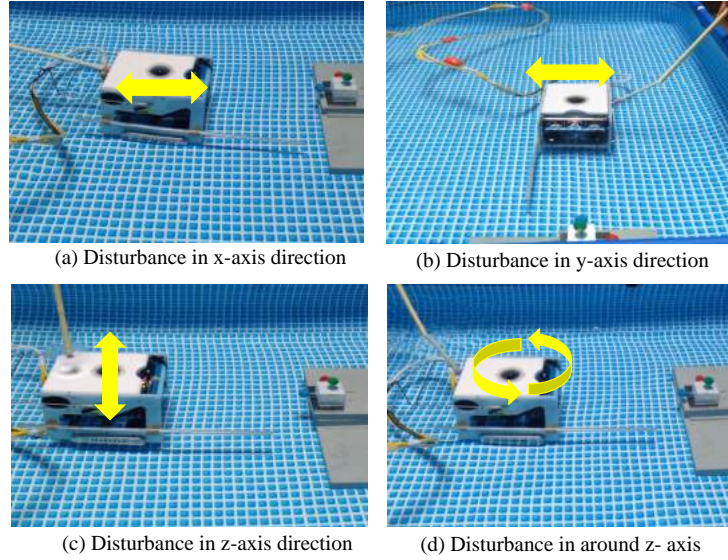 (a) Disturbance in x-axis direction
(b) Disturbance in y-axis direction
(c) Disturbance in z-axis direction
(d) Disturbance in around z- axis